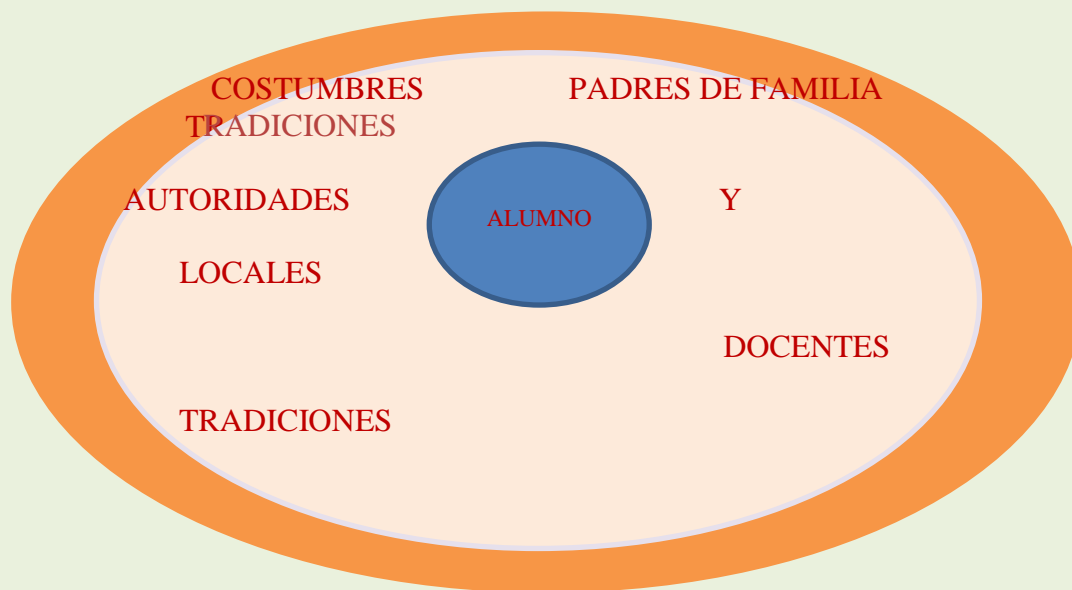 COSTUMBRES PADRES DE FAMILIA
TRADICIONES
AUTORIDADES Y
ALUMNO
LOCALES
DOCENTES
TRADICIONES